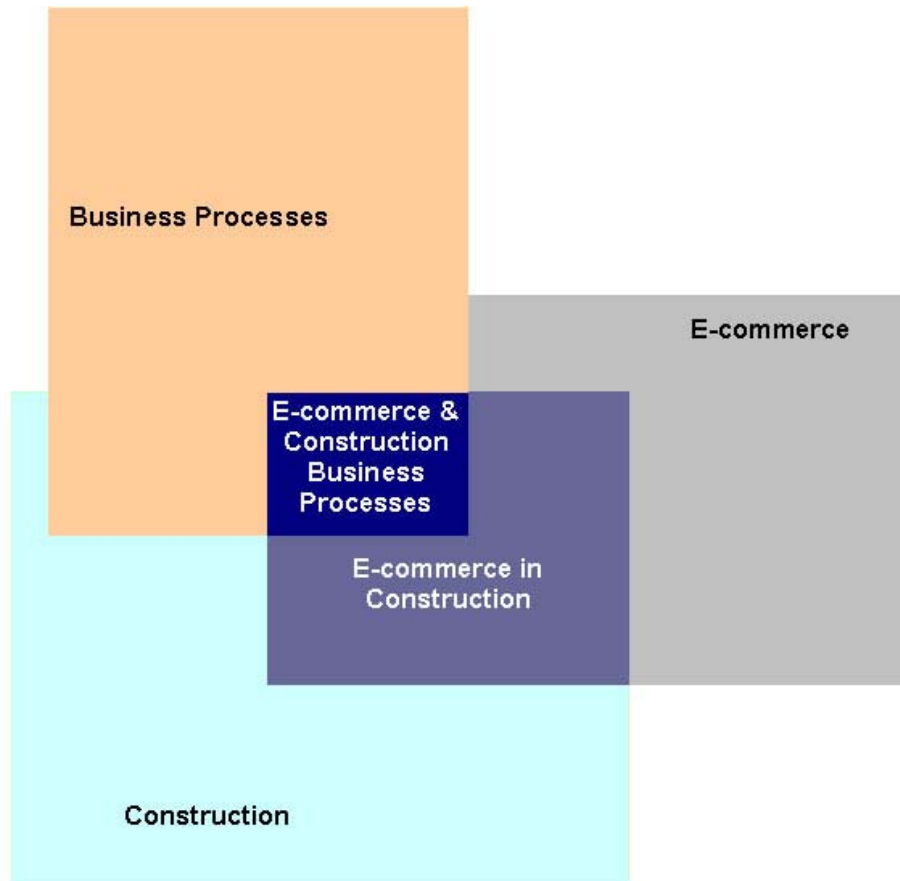 Business Processes
E-commerce
E-commerce &
Construction
Business
Processes
E-commerce in
Construction
Construction